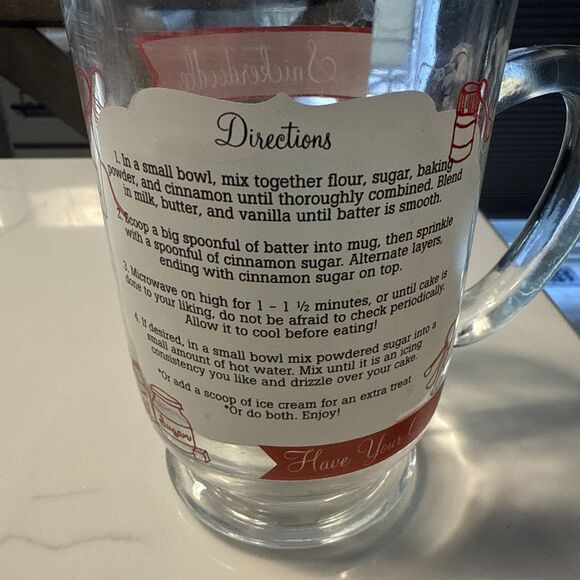 Snickerdoodle
Directions
1. In a small bowl, mix together flour, sugar, baking
powder, and cinnamon until thoroughly combined. Blend
in milk, butter, and vanilla until batter is smooth.
2. Scoop a big spoonful of batter into mug, then sprinkle
with a spoonful of cinnamon sugar. Alternate layers,
ending with cinnamon sugar on top.
3. Microwave on high for 1 - 1 ½ minutes, or until cake is
done to your liking, do not be afraid to check periodically.
Allow it to cool before eating!
4. If desired, in a small bowl mix powdered sugar into a
small amount of hot water. Mix until it is an icing
consistency you like and drizzle over your cake.
*Or add a scoop of ice cream for an extra treat
*Or do both. Enjoy!
Sugar
Have Your